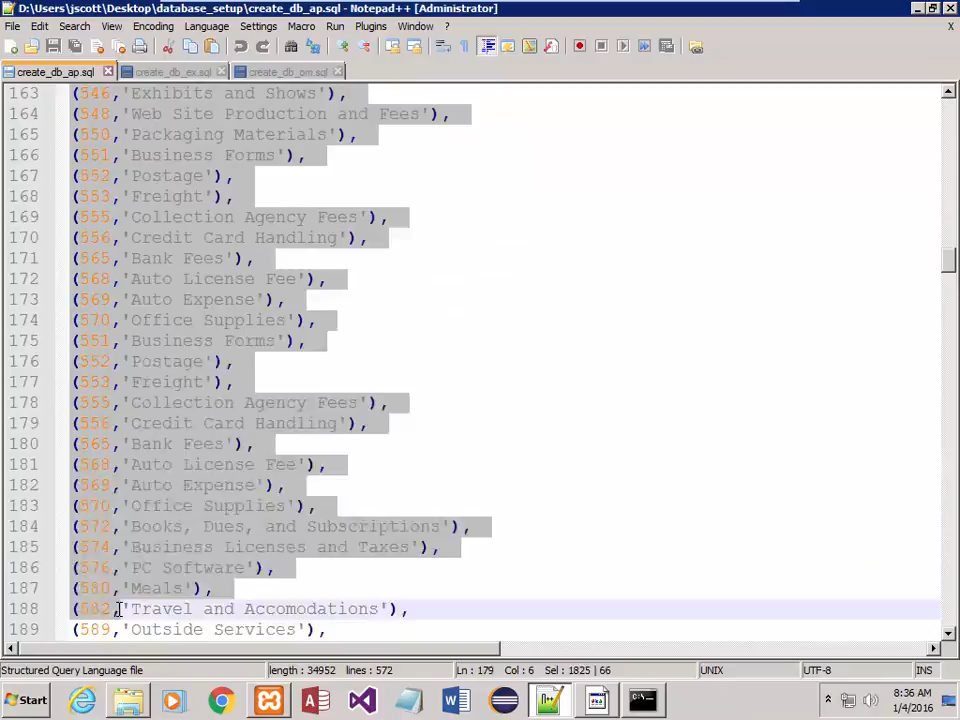 D:\Users\jscott\Desktop\database_setup\create_db_ap.sql - Notepad++ [Administrator]
File Edit Search View Encoding Language Settings Macro Run Plugins Window ? X
create_db_ap.sql create_db_ex.sql create_db_om.sql
163 (546,'Exhibits and Shows'),
164 (548,'Web Site Production and Fees'),
165 (550,'Packaging Materials'),
166 (551,'Business Forms'),
167 (552,'Postage'),
168 (553,'Freight'),
169 (555,'Collection Agency Fees'),
170 (556,'Credit Card Handling'),
171 (565,'Bank Fees'),
172 (568,'Auto License Fee'),
173 (569,'Auto Expense'),
174 (570,'Office Supplies'),
175 (551,'Business Forms'),
176 (552,'Postage'),
177 (553,'Freight'),
178 (555,'Collection Agency Fees'),
179 (556,'Credit Card Handling'),
180 (565,'Bank Fees'),
181 (568,'Auto License Fee'),
182 (569,'Auto Expense'),
183 (570,'Office Supplies'),
184 (572,'Books, Dues, and Subscriptions'),
185 (574,'Business Licenses and Taxes'),
186 (576,'PC Software'),
187 (580,'Meals'),
188 (582,'Travel and Accomodations'),
189 (589,'Outside Services'),
Structured Query Language file length : 34952 lines : 572 Ln : 179 Col : 6 Sel : 1825 | 66 UNIX UTF-8 INS
Start 8:36 AM
1/4/2016